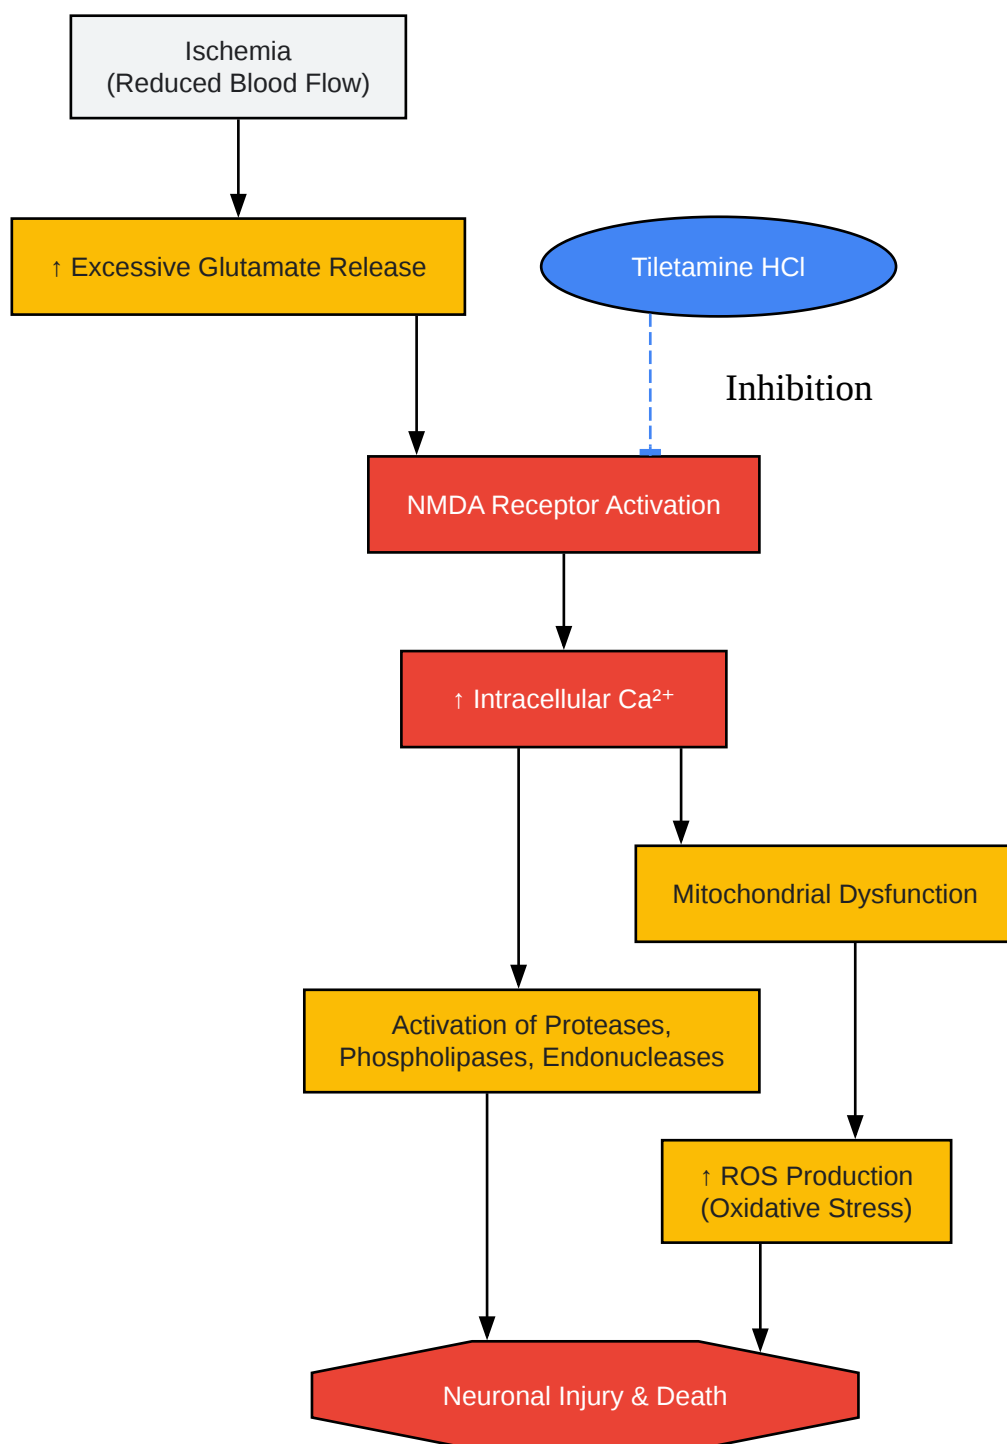 Ischemia
(Reduced Blood Flow)
↑ Excessive Glutamate Release
Tiletamine HCl
Inhibition
NMDA Receptor Activation
↑ Intracellular Ca²⁺
Mitochondrial Dysfunction
Activation of Proteases,
Phospholipases, Endonucleases
↑ ROS Production
(Oxidative Stress)
Neuronal Injury & Death